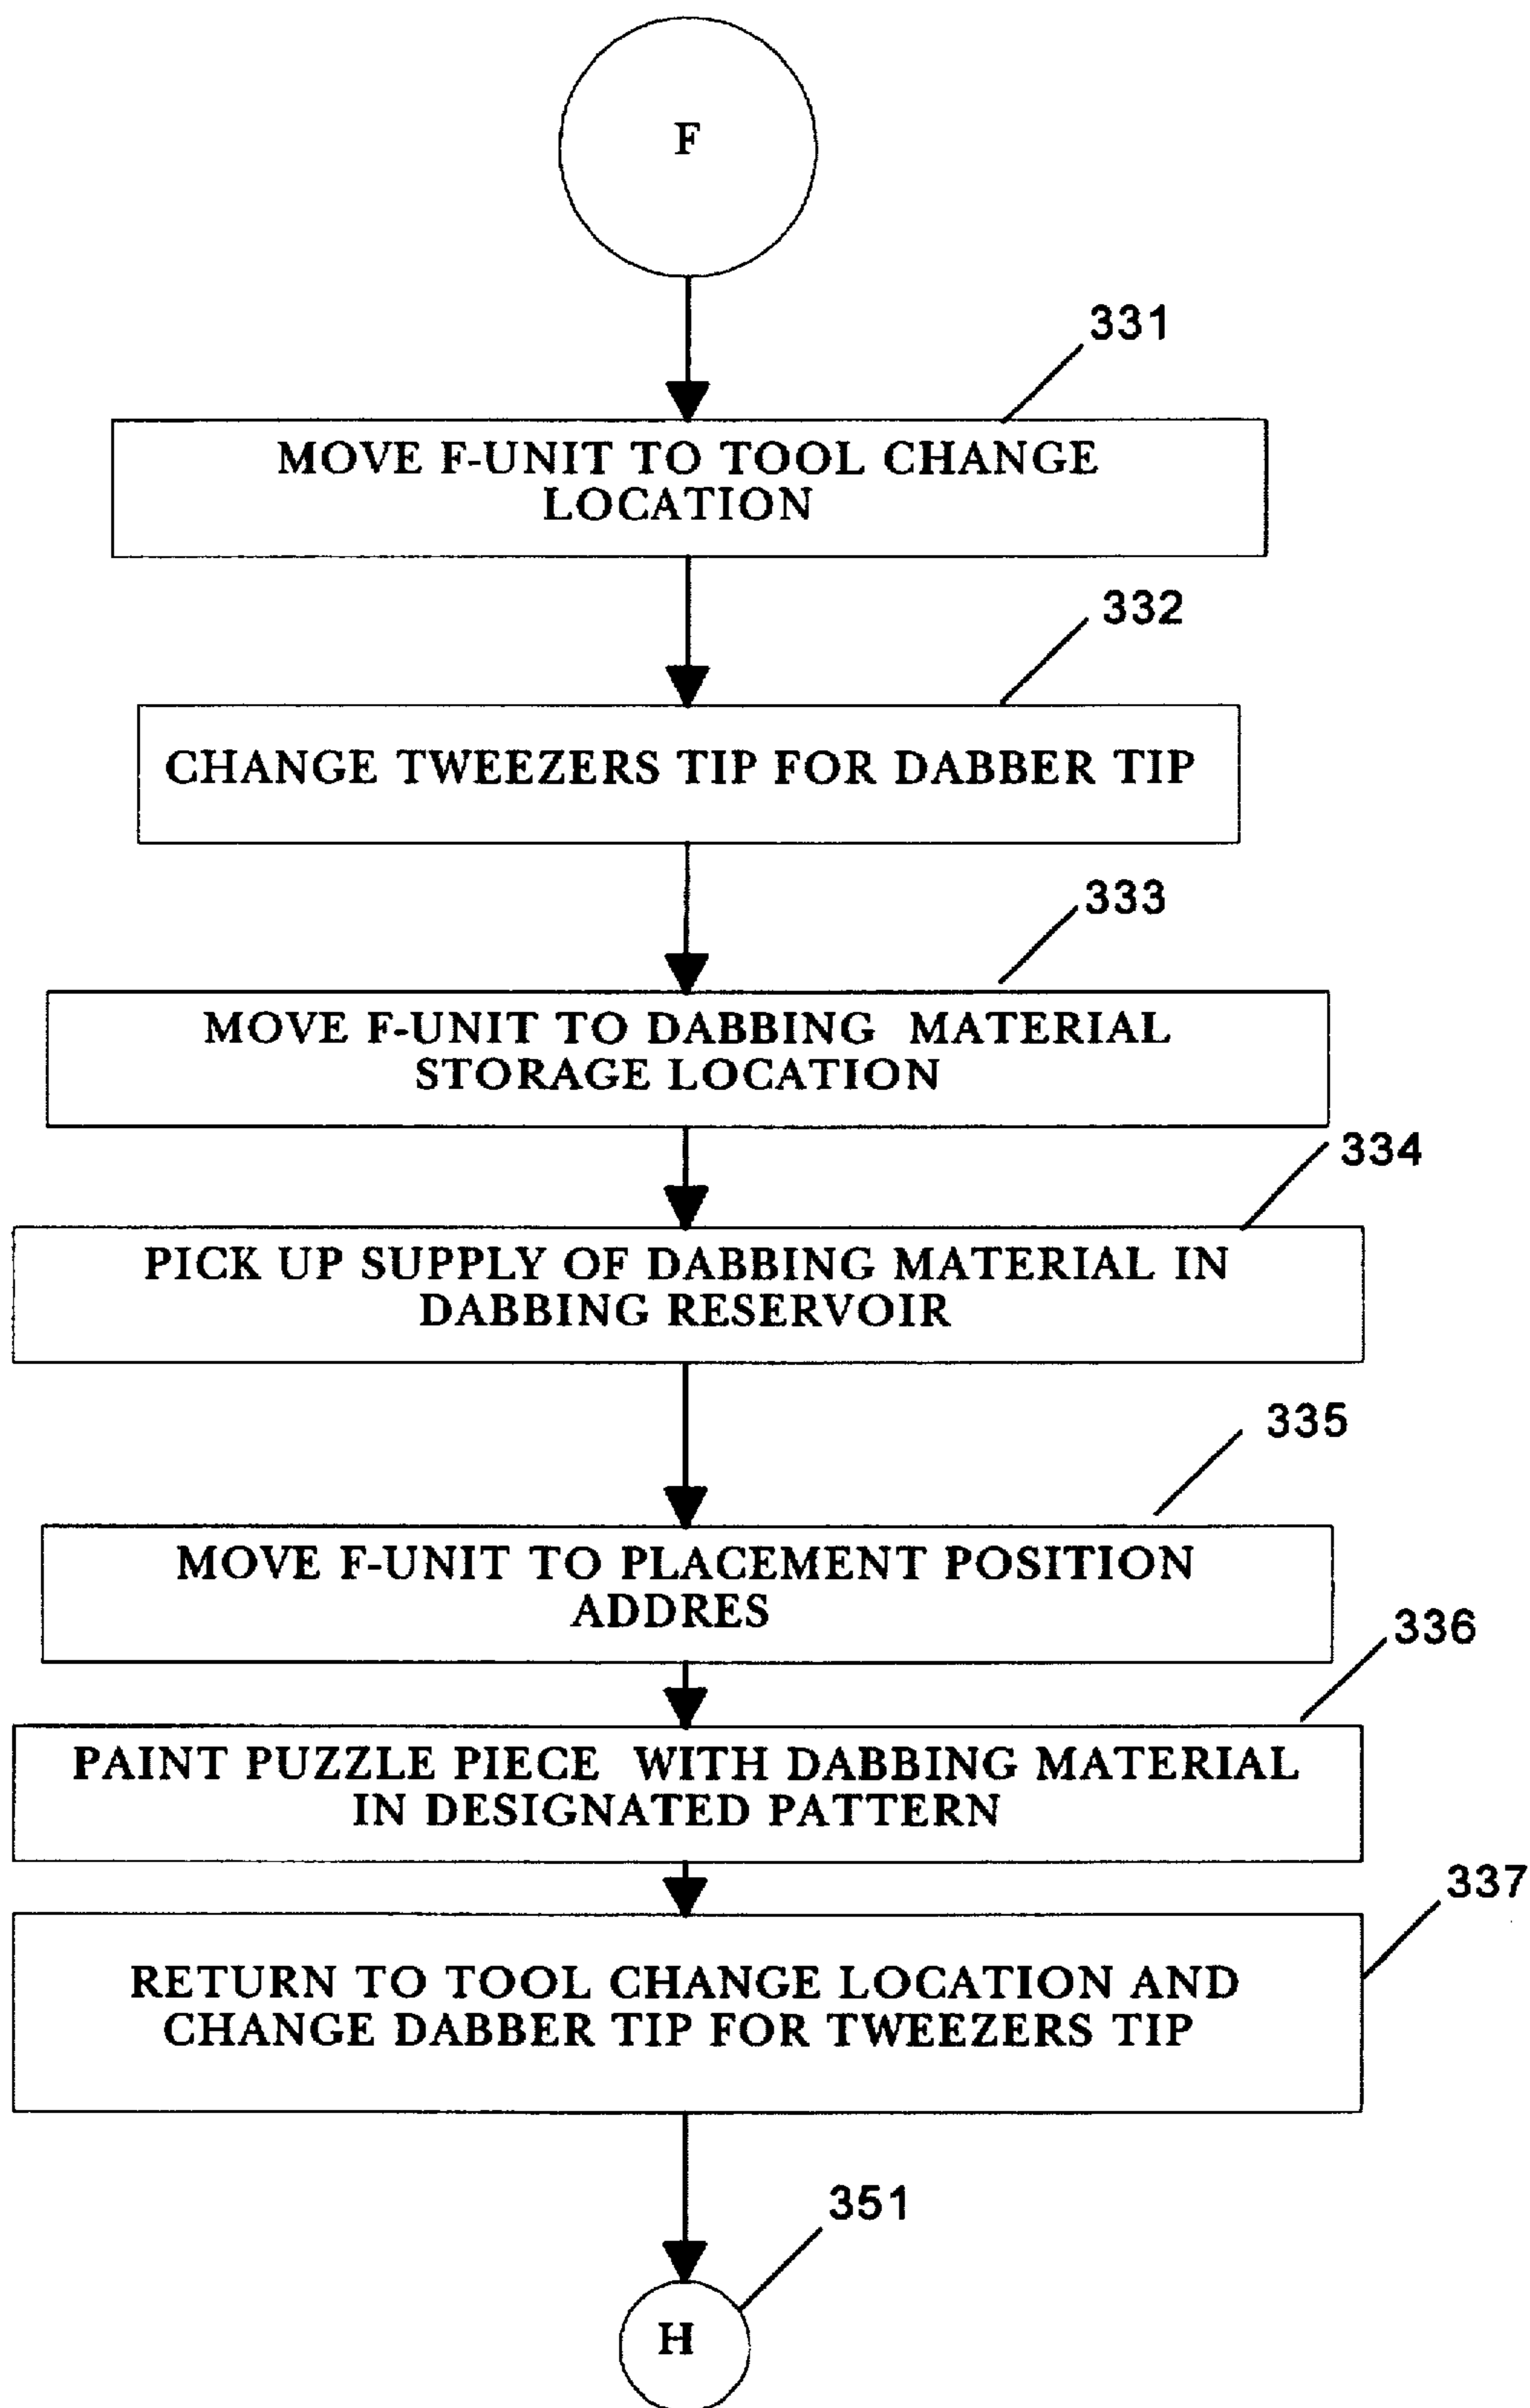 F
331
MOVE F-UNIT TO TOOL CHANGE
LOCATION
332
CHANGE TWEEZERS TIP FOR DABBER TIP
333
MOVE F-UNIT TO DABBING MATERIAL
STORAGE LOCATION
334
PICK UP SUPPLY OF DABBING MATERIAL IN
DABBING RESERVOIR
335
MOVE F-UNIT TO PLACEMENT POSITION
ADDRES
336
PAINT PUZZLE PIECE WITH DABBING MATERIAL
IN DESIGNATED PATTERN
337
RETURN TO TOOL CHANGE LOCATION AND
CHANGE DABBER TIP FOR TWEEZERS TIP
351
H